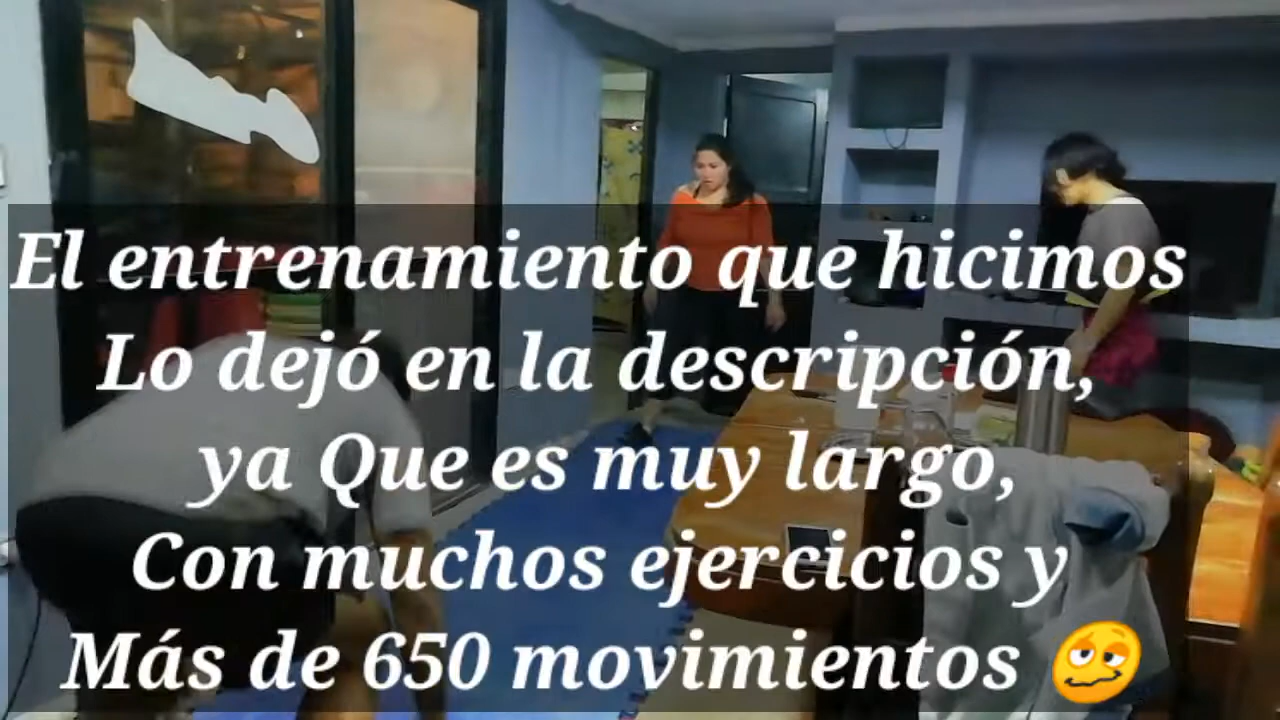 El entrenamiento que hicimos
Lo dejó en la descripción,
ya Que es muy largo,
Con muchos ejercicios y
Más de 650 movimientos 🥴